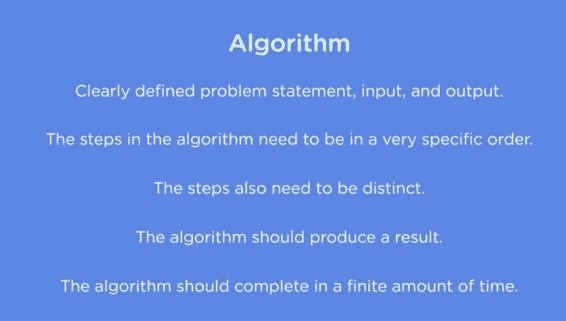 Algorithm
Clearly defined problem statement, input, and output.
The steps in the algorithm need to be in a very specific order.
The steps also need to be distinct.
The algorithm should produce a result.
The algorithm should complete in a finite amount of time.